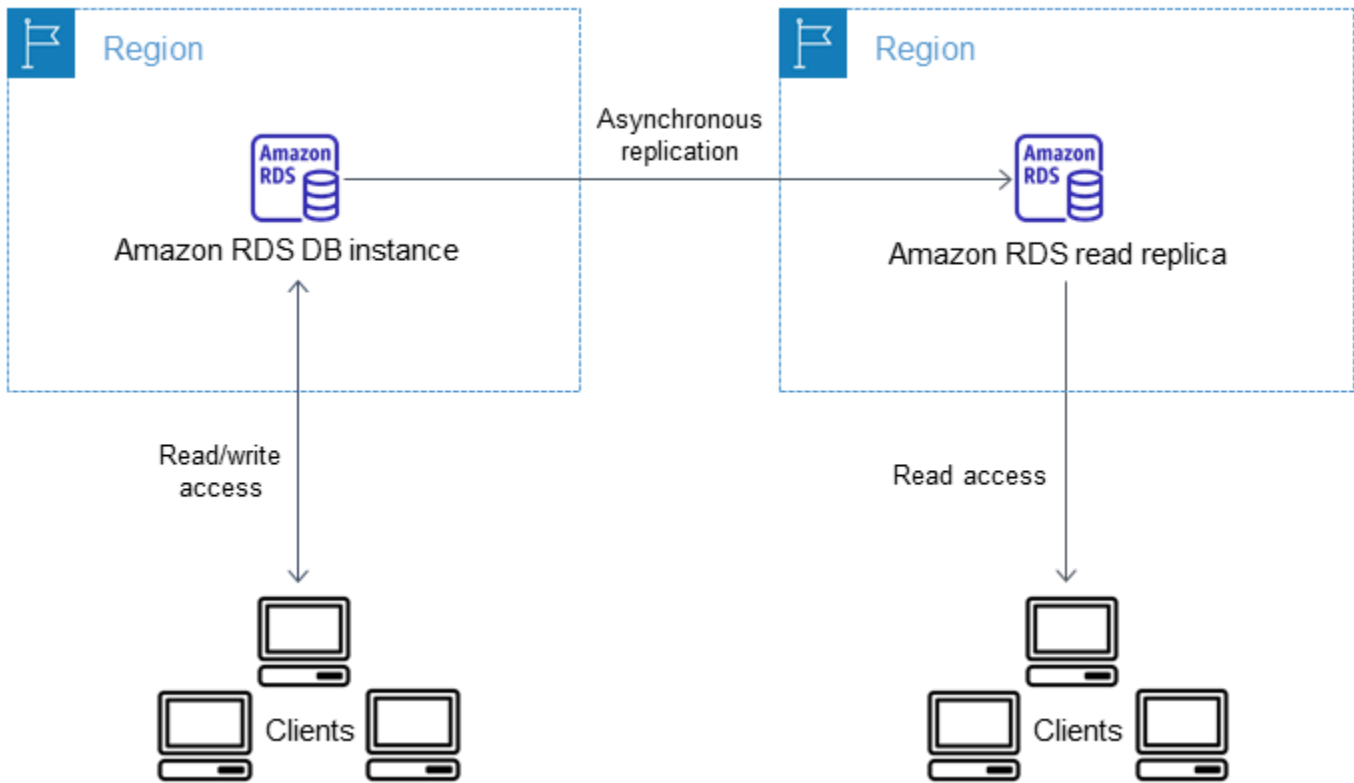 Region
Region
Asynchronous
replication
Amazon
RDS
Amazon
RDS
Amazon RDS DB instance
Amazon RDS read replica
Read/write
access
Read access
Clients
Clients